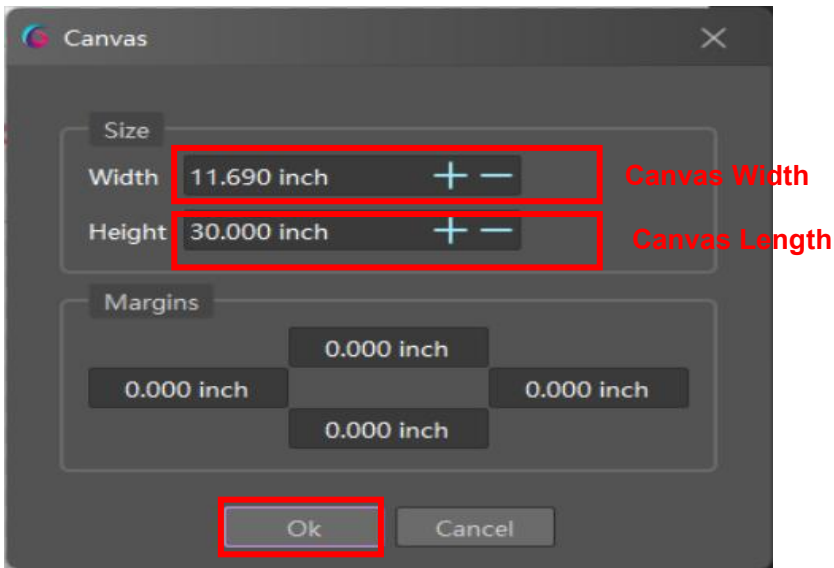 Canvas
Size
Width 11.690 inch Canvas Width
Height 30.000 inch Canvas Length
Margins
0.000 inch
0.000 inch 0.000 inch
0.000 inch
Ok Cancel